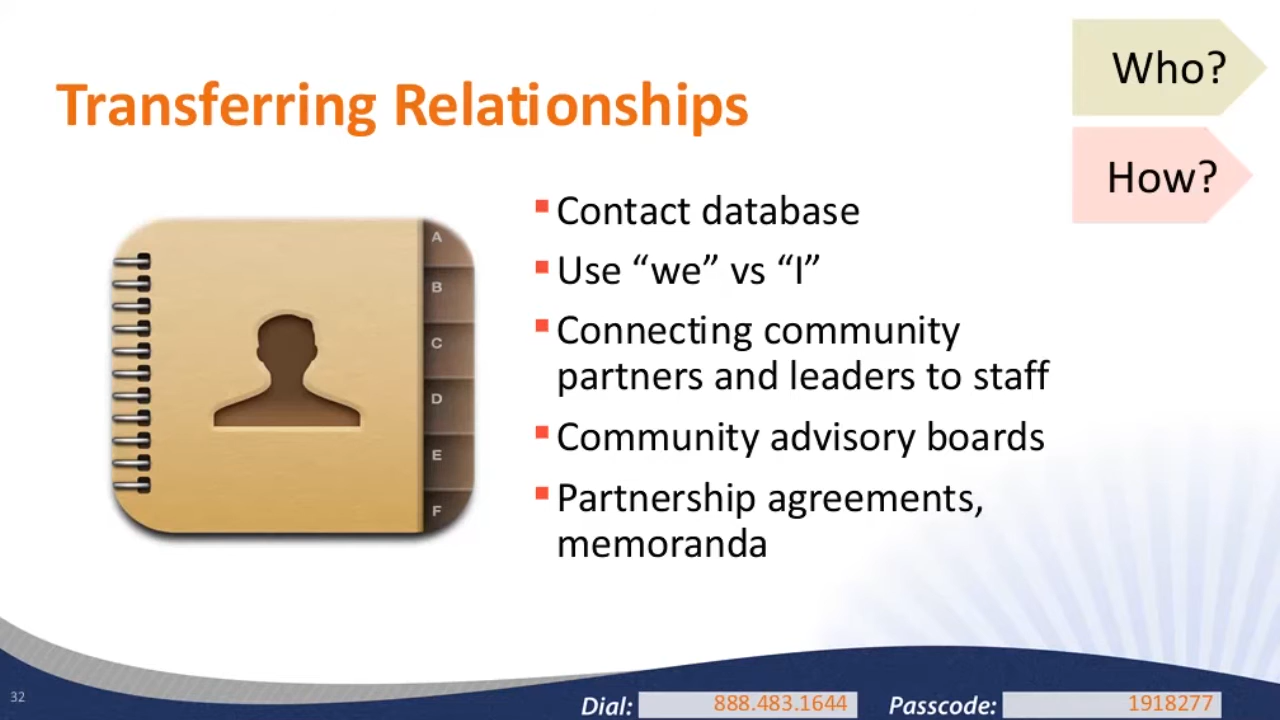 Who?
Transferring Relationships
How?
Contact database
Use “we” vs “I”
Connecting community
partners and leaders to staff
Community advisory boards
Partnership agreements,
memoranda
A
B
C
D
E
F
32
Dial: 888.483.1644 Passcode: 1918277